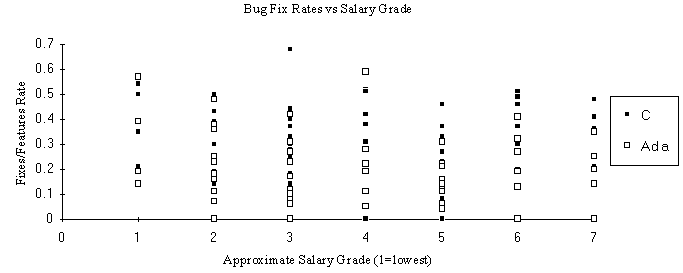 Bug Fix Rates vs Salary Grade
Fixes/Features Rate
0.7
0.6
0.5
0.4
0.3
0.2
0.1
0
0 1 2 3 4 5 6 7
Approximate Salary Grade (1=lowest)
C
Ada